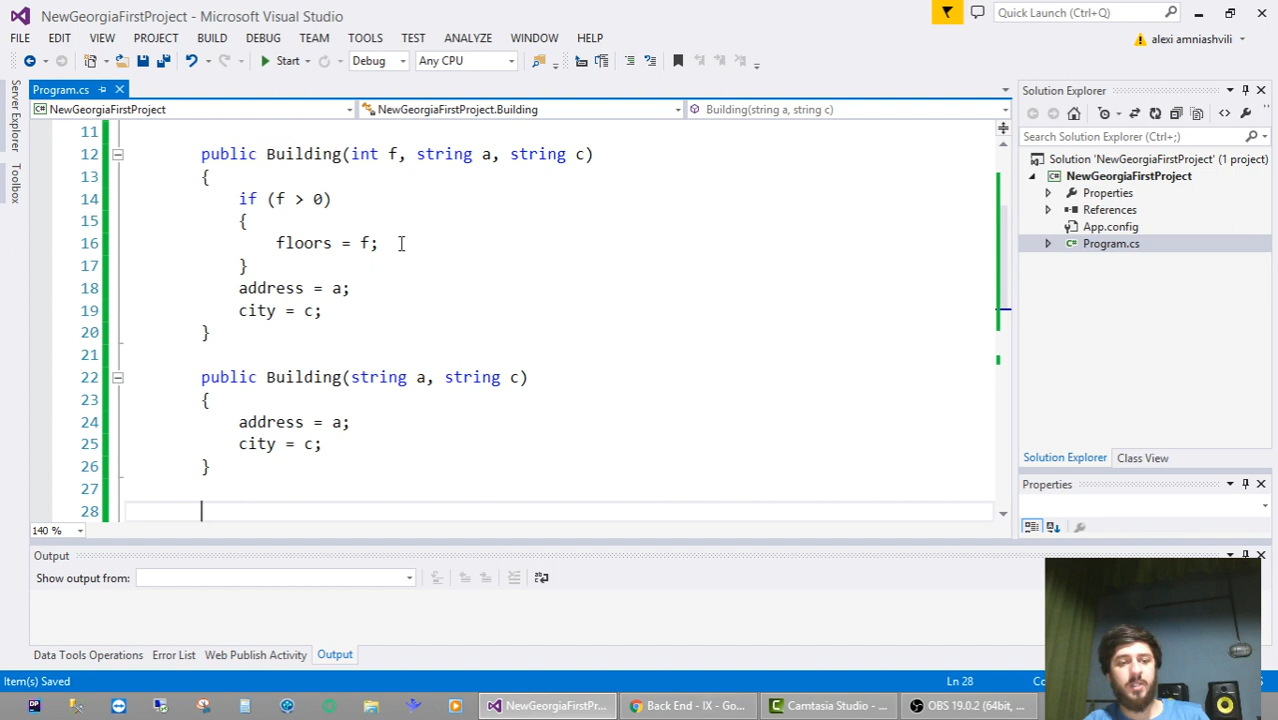 NewGeorgiaFirstProject - Microsoft Visual Studio
Quick Launch (Ctrl+Q)
FILE EDIT VIEW PROJECT BUILD DEBUG TEAM TOOLS TEST ANALYZE WINDOW HELP
alexi amniashvili
Start Debug Any CPU
Server Explorer
Toolbox
Program.cs
NewGeorgiaFirstProject NewGeorgiaFirstProject.Building Building(string a, string c)
11
12 public Building(int f, string a, string c)
13 {
14 if (f > 0)
15 {
16 floors = f;
17 }
18 address = a;
19 city = c;
20 }
21
22 public Building(string a, string c)
23 {
24 address = a;
25 city = c;
26 }
27
28
140 %
Solution Explorer
Search Solution Explorer (Ctrl+;)
Solution 'NewGeorgiaFirstProject' (1 project)
NewGeorgiaFirstProject
Properties
References
App.config
Program.cs
Solution Explorer Class View
Properties
Output
Show output from:
Data Tools Operations Error List Web Publish Activity Output
Item(s) Saved Ln 28
NewGeorgiaFirstPr... Back End - IX - Go... Camtasia Studio - ... OBS 19.0.2 (64bit, ...